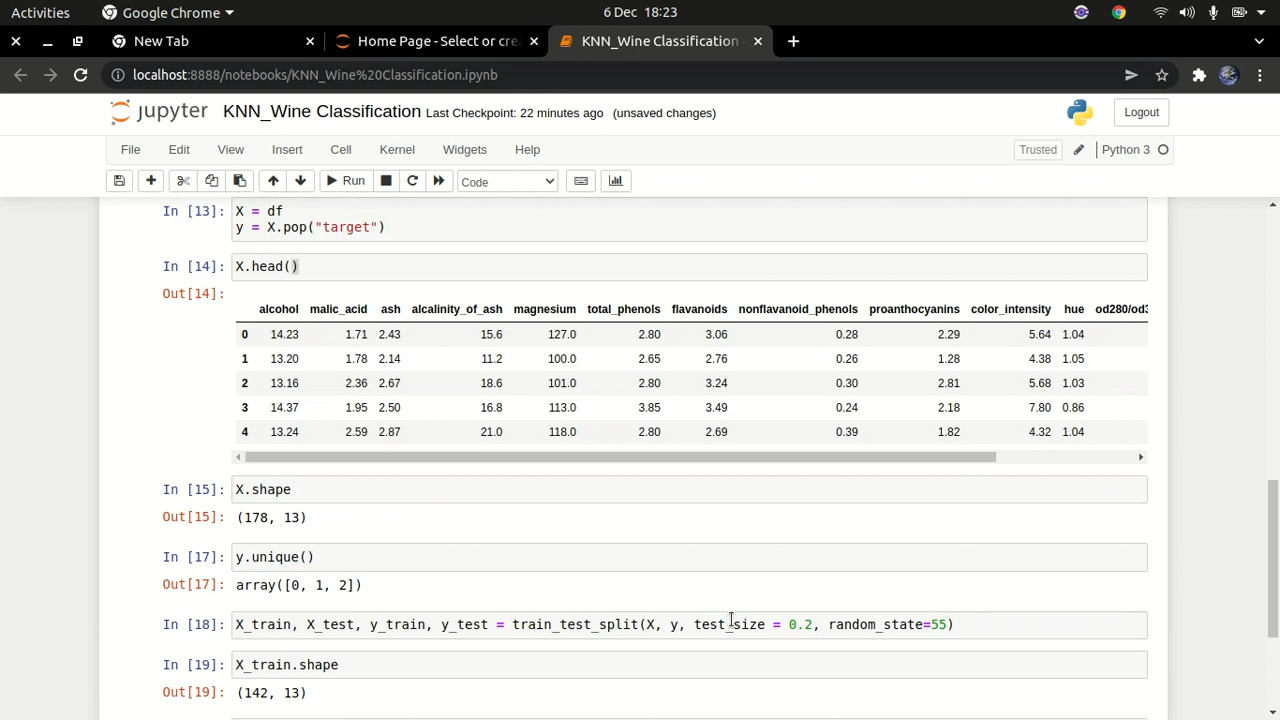 Activities Google Chrome 6 Dec 18:23
New Tab Home Page - Select or cre KNN_Wine Classification -
localhost:8888/notebooks/KNN_Wine%20Classification.ipynb
jupyter KNN_Wine Classification Last Checkpoint: 22 minutes ago (unsaved changes) Logout
File Edit View Insert Cell Kernel Widgets Help Trusted Python 3
Run Code
In [13]: X = df
y = X.pop("target")
In [14]: X.head()
Out[14]:
alcohol malic_acid ash alcalinity_of_ash magnesium total_phenols flavanoids nonflavanoid_phenols proanthocyanins color_intensity hue od280/od3
0 14.23 1.71 2.43 15.6 127.0 2.80 3.06 0.28 2.29 5.64 1.04
1 13.20 1.78 2.14 11.2 100.0 2.65 2.76 0.26 1.28 4.38 1.05
2 13.16 2.36 2.67 18.6 101.0 2.80 3.24 0.30 2.81 5.68 1.03
3 14.37 1.95 2.50 16.8 113.0 3.85 3.49 0.24 2.18 7.80 0.86
4 13.24 2.59 2.87 21.0 118.0 2.80 2.69 0.39 1.82 4.32 1.04
In [15]: X.shape
Out[15]: (178, 13)
In [17]: y.unique()
Out[17]: array([0, 1, 2])
In [18]: X_train, X_test, y_train, y_test = train_test_split(X, y, test_size = 0.2, random_state=55)
In [19]: X_train.shape
Out[19]: (142, 13)